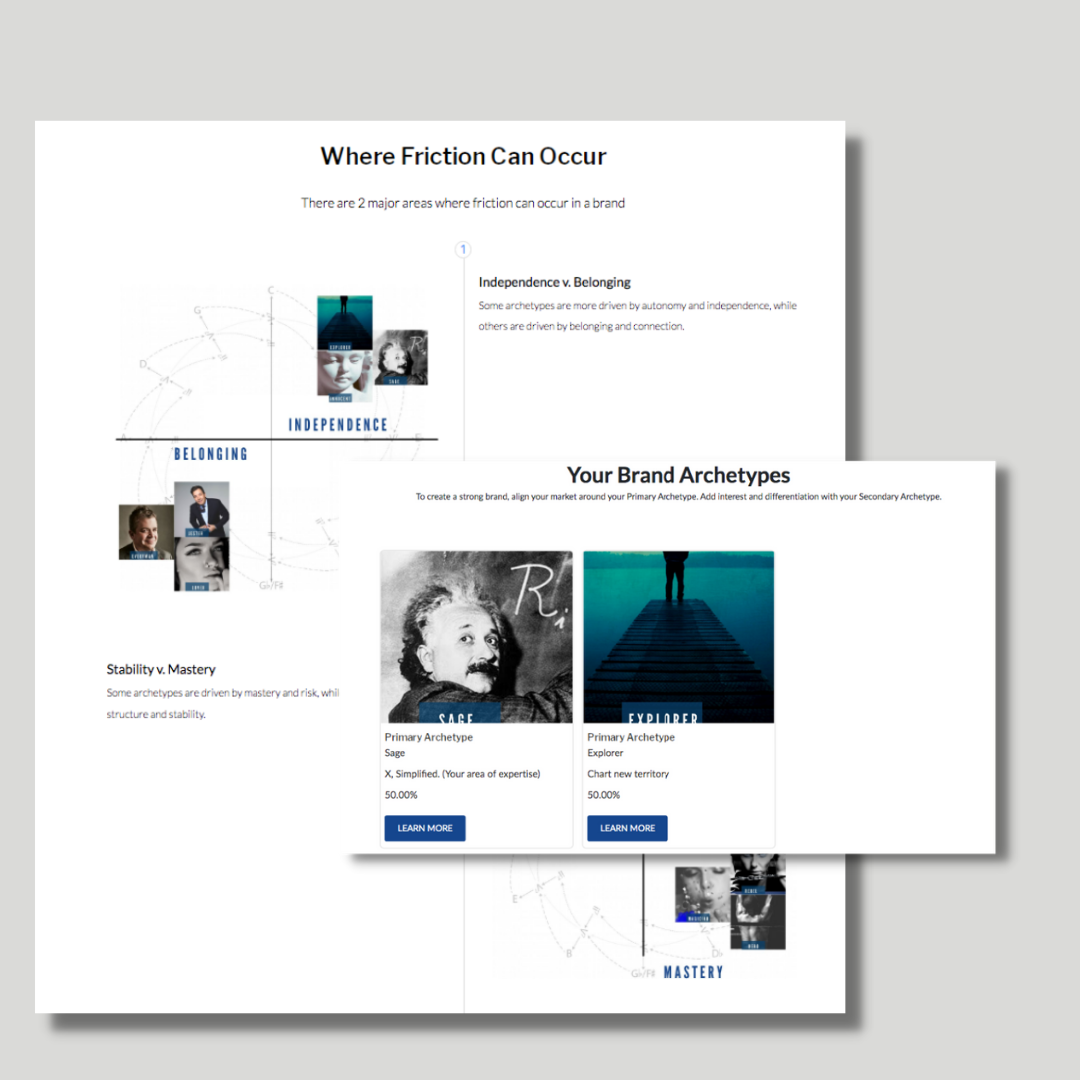 Where Friction Can Occur
There are 2 major areas where friction can occur in a brand
1
Independence v. Belonging
Some archetypes are more driven by autonomy and independence, while
others are driven by belonging and connection.
C
G
D
EXPLORER
R
SAGE
INNOCENT
INDEPENDENCE
BELONGING
JESTER
EVERYMAN
LOVER
Gb/F#
Stability v. Mastery
Some archetypes are driven by mastery and risk, whil
structure and stability.
Your Brand Archetypes
To create a strong brand, align your market around your Primary Archetype. Add interest and differentiation with your Secondary Archetype.
R
SAGE
EXPLORER
Primary Archetype
Sage
X, Simplified. (Your area of expertise)
50.00%
LEARN MORE
Primary Archetype
Explorer
Chart new territory
50.00%
LEARN MORE
REBEL
MAGICIAN
HERO
E
B
Db
Gb/F#
MASTERY